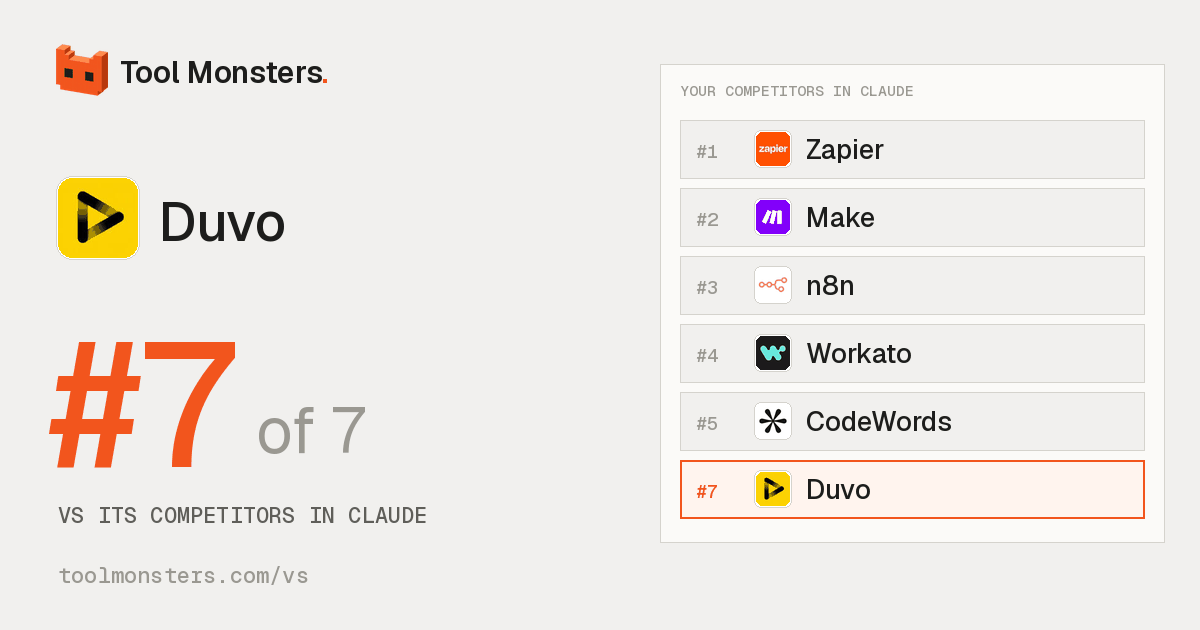 Tool Monsters.
Duvo
#7 of 7
VS ITS COMPETITORS IN CLAUDE
toolmonsters.com/vs
YOUR COMPETITORS IN CLAUDE
#1 zapier Zapier
#2 Make
#3 n8n
#4 Workato
#5 CodeWords
#7 Duvo